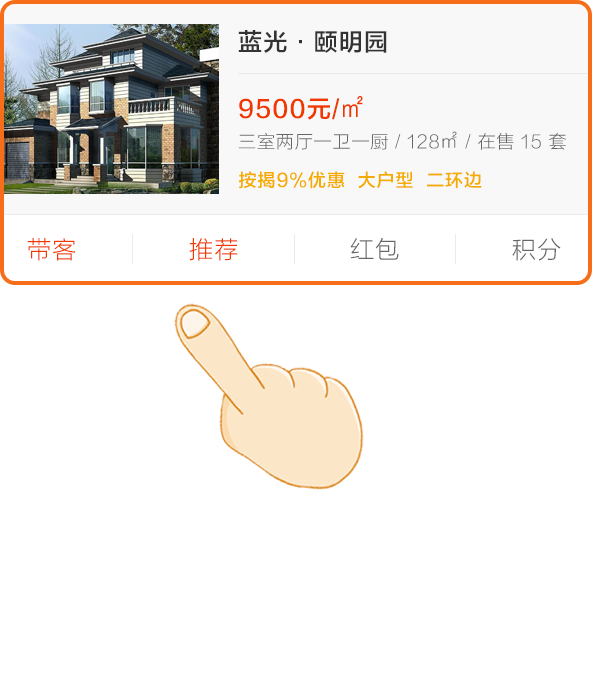 蓝光 · 颐明园
9500元/㎡
三室两厅一卫一厨 / 128㎡ / 在售 15 套
按揭9%优惠 大户型 二环边
带客 推荐 红包 积分